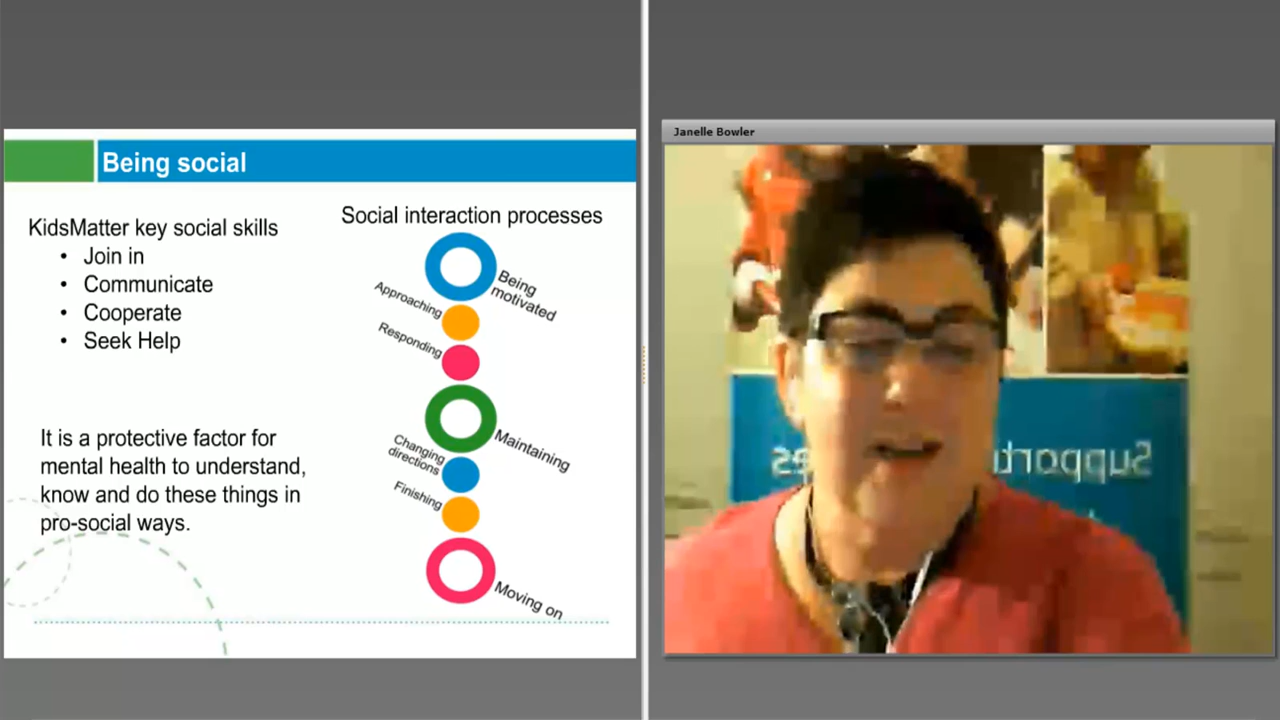 Being social
KidsMatter key social skills
• Join in
• Communicate
• Cooperate
• Seek Help
It is a protective factor for
mental health to understand,
know and do these things in
pro-social ways.
Social interaction processes
Being
motivated
Approaching
Responding
Maintaining
Changing
directions
Finishing
Moving on
Janelle Bowler